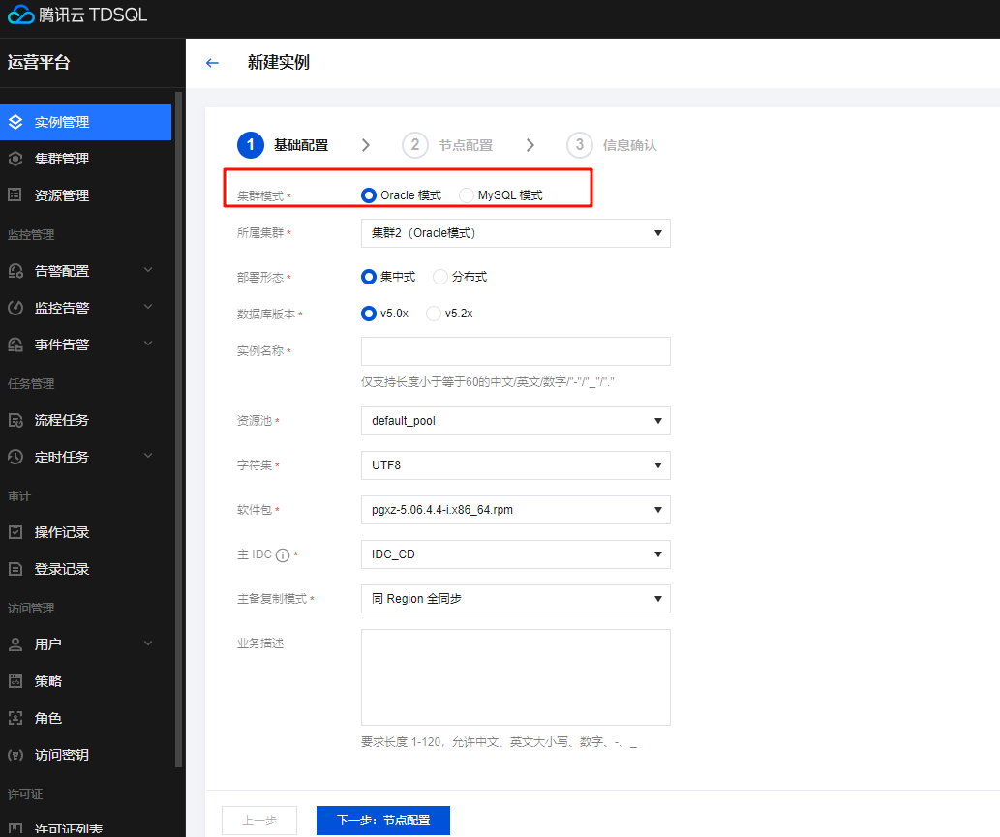 腾讯云 TDSQL
运营平台
实例管理
集群管理
资源管理
监控管理
告警配置
监控告警
事件告警
任务管理
流程任务
定时任务
审计
操作记录
登录记录
访问管理
用户
策略
角色
访问密钥
许可证
许可证列表
新建实例
1 基础配置 2 节点配置 3 信息确认
集群模式* Oracle 模式 MySQL 模式
所属集群* 集群2（Oracle模式）
部署形态* 集中式 分布式
数据库版本* v5.0x v5.2x
实例名称*
仅支持长度小于等于60的中文/英文/数字/"-"/"_"/"."
资源池* default_pool
字符集* UTF8
软件包* pgxz-5.06.4.4-i.x86_64.rpm
主 IDC * IDC_CD
主备复制模式* 同 Region 全同步
业务描述
要求长度 1-120，允许中文、英文大小写、数字、-、_
上一步 下一步：节点配置